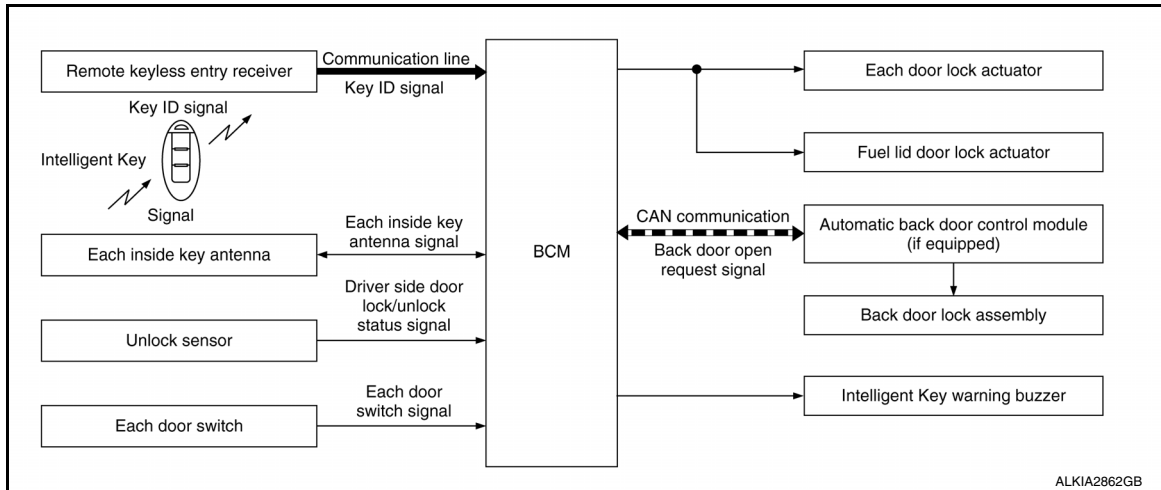 Remote keyless entry receiver
Communication line
Key ID signal
Key ID signal
Intelligent Key
Signal
Each inside key antenna
Each inside key
antenna signal
Driver side door
lock/unlock
status signal
Unlock sensor
Each door
switch signal
Each door switch
BCM
Each door lock actuator
Fuel lid door lock actuator
CAN communication
Back door open
request signal
Automatic back door control module
(if equipped)
Back door lock assembly
Intelligent Key warning buzzer
ALKIA2862GB